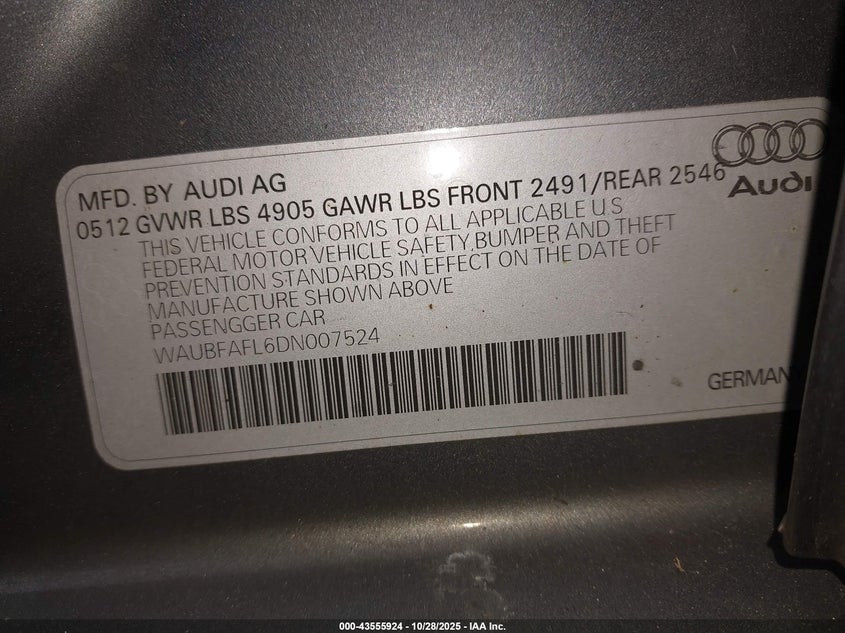 MFD. BY AUDI AG
0512 GVWR LBS 4905 GAWR LBS FRONT 2491/REAR 2546
Audi
THIS VEHICLE CONFORMS TO ALL APPLICABLE U S
FEDERAL MOTOR VEHICLE SAFETY, BUMPER AND THEFT
PREVENTION STANDARDS IN EFFECT ON THE DATE OF
MANUFACTURE SHOWN ABOVE
PASSENGGER CAR
WAUBFAFL6DN007524
GERMAN
000-43555924 - 10/28/2025 - IAA Inc.